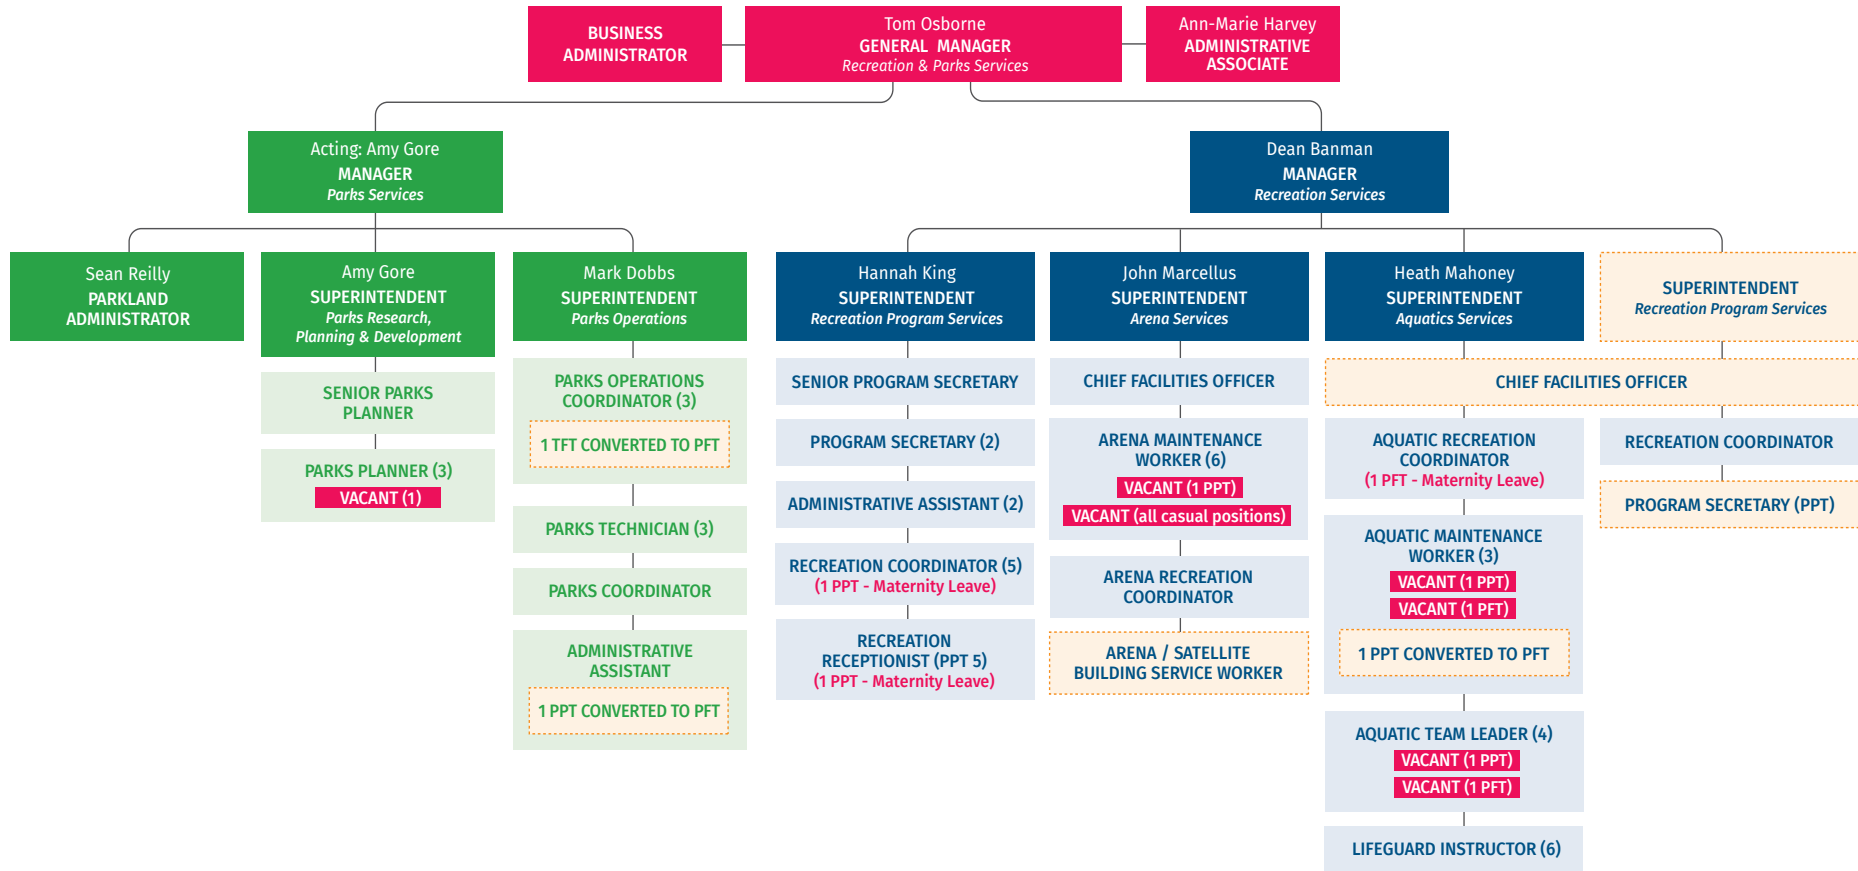 BUSINESS
ADMINISTRATOR
Tom Osborne
GENERAL MANAGER
Recreation & Parks Services
Ann-Marie Harvey
ADMINISTRATIVE
ASSOCIATE
Acting: Amy Gore
MANAGER
Parks Services
Dean Banman
MANAGER
Recreation Services
Sean Reilly
PARKLAND
ADMINISTRATOR
Amy Gore
SUPERINTENDENT
Parks Research,
Planning & Development
SENIOR PARKS
PLANNER
PARKS PLANNER (3)
VACANT (1)
Mark Dobbs
SUPERINTENDENT
Parks Operations
PARKS OPERATIONS
COORDINATOR (3)
1 TFT CONVERTED TO PFT
PARKS TECHNICIAN (3)
PARKS COORDINATOR
ADMINISTRATIVE
ASSISTANT
1 PPT CONVERTED TO PFT
Hannah King
SUPERINTENDENT
Recreation Program Services
SENIOR PROGRAM SECRETARY
PROGRAM SECRETARY (2)
ADMINISTRATIVE ASSISTANT (2)
RECREATION COORDINATOR (5)
(1 PPT - Maternity Leave)
RECREATION
RECEPTIONIST (PPT 5)
(1 PPT - Maternity Leave)
John Marcellus
SUPERINTENDENT
Arena Services
CHIEF FACILITIES OFFICER
ARENA MAINTENANCE
WORKER (6)
VACANT (1 PPT)
VACANT (all casual positions)
ARENA RECREATION
COORDINATOR
ARENA / SATELLITE
BUILDING SERVICE WORKER
Heath Mahoney
SUPERINTENDENT
Aquatics Services
SUPERINTENDENT
Recreation Program Services
CHIEF FACILITIES OFFICER
AQUATIC RECREATION
COORDINATOR
(1 PFT - Maternity Leave)
AQUATIC MAINTENANCE
WORKER (3)
VACANT (1 PPT)
VACANT (1 PFT)
1 PPT CONVERTED TO PFT
AQUATIC TEAM LEADER (4)
VACANT (1 PPT)
VACANT (1 PFT)
LIFEGUARD INSTRUCTOR (6)
RECREATION COORDINATOR
PROGRAM SECRETARY (PPT)